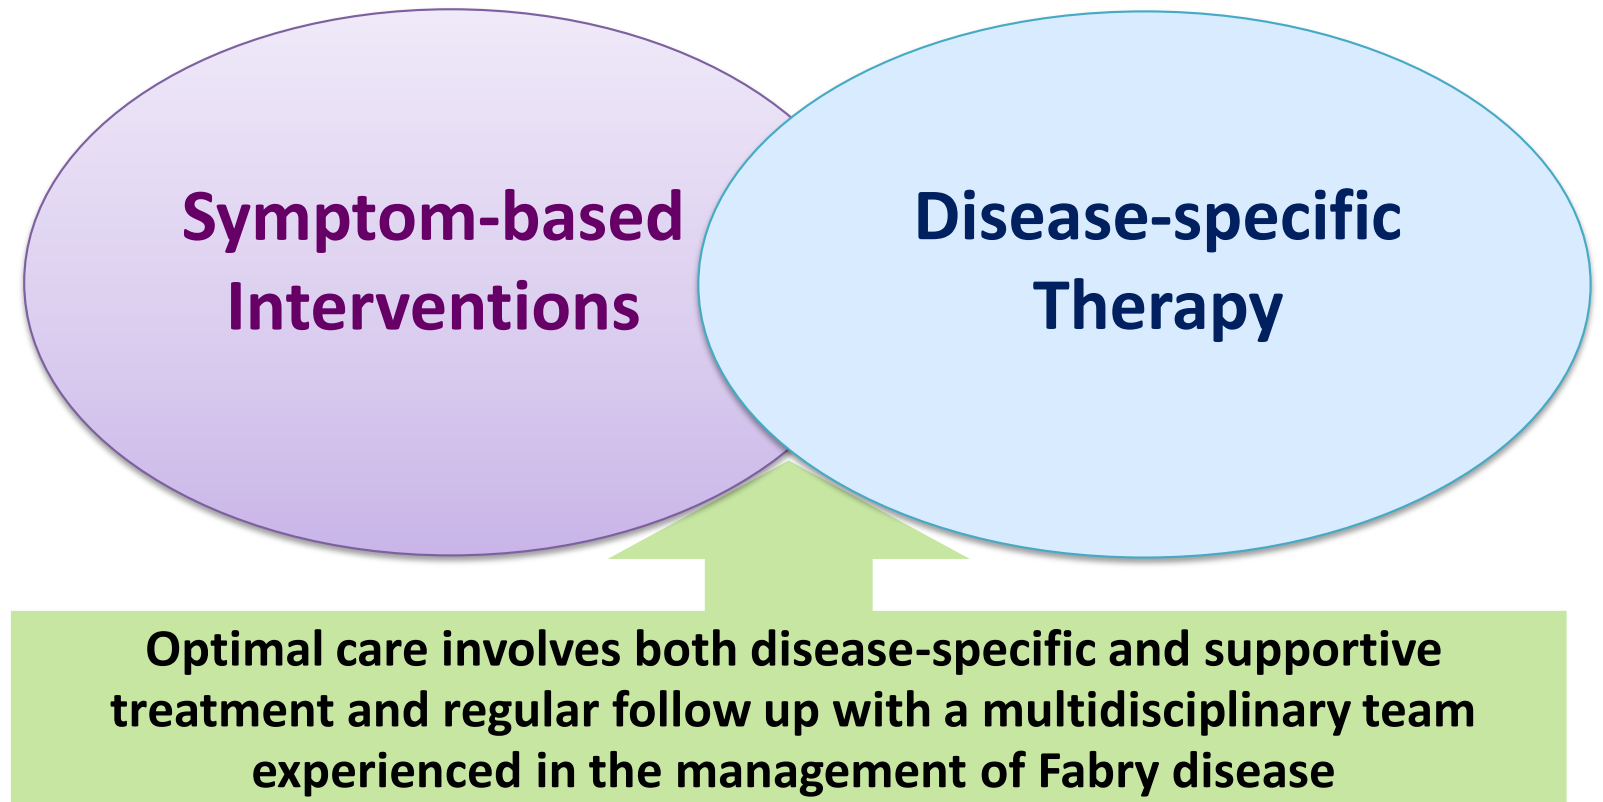 Symptom-based
Interventions
Disease-specific
Therapy
Optimal care involves both disease-specific and supportive
treatment and regular follow up with a multidisciplinary team
experienced in the management of Fabry disease